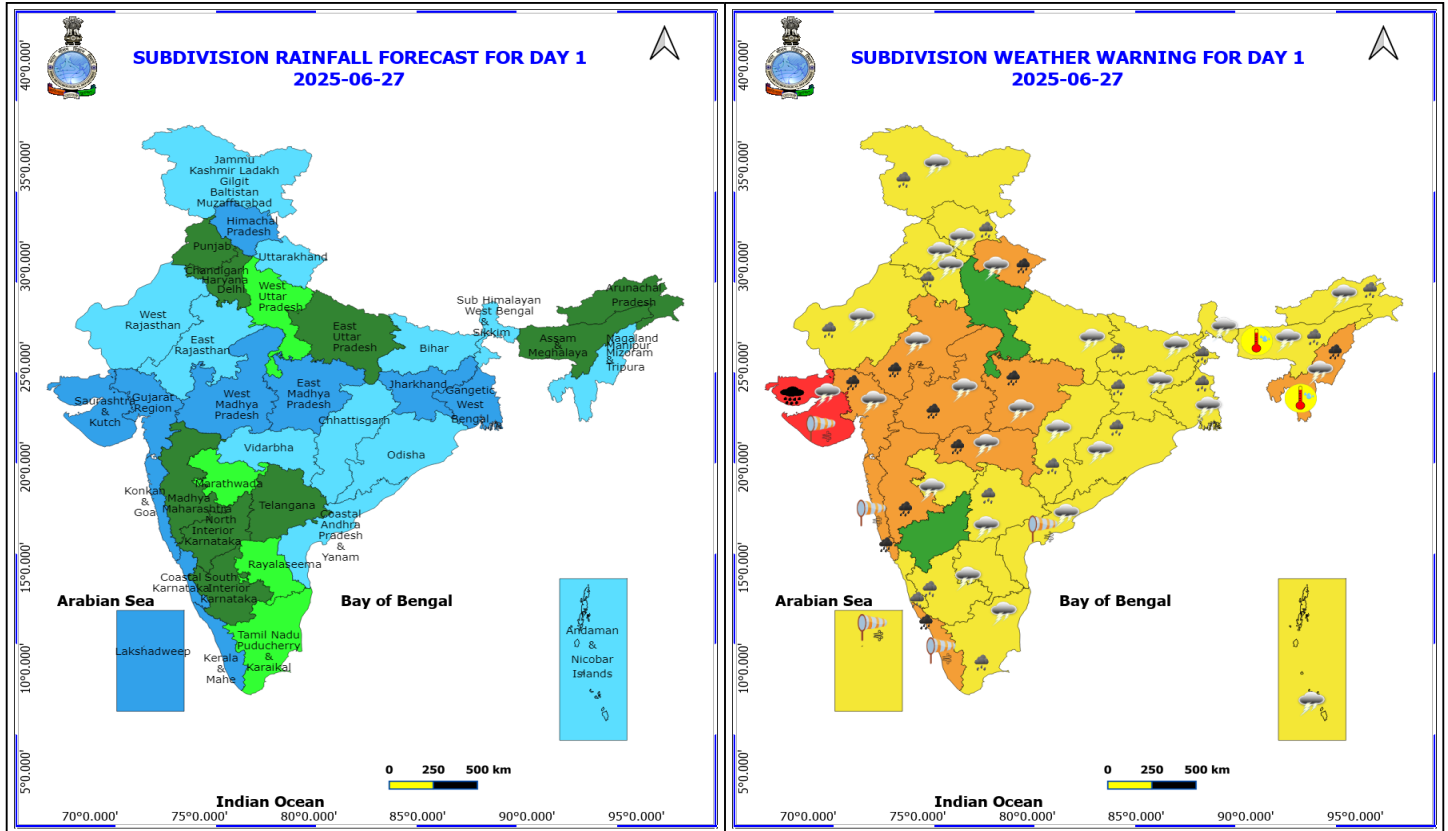 SUBDIVISION RAINFALL FORECAST FOR DAY 1
2025-06-27
40°0.000'
35°0.000'
30°0.000'
25°0.000'
20°0.000'
15°0.000'
10°0.000'
5°0.000'
Jammu
Kashmir Ladakh
Gilgit
Baltistan
Muzaffarabad
Himachal
Pradesh
Punjab
Uttarakhand
Chandigarh
Haryana
Delhi
West
Uttar
Pradesh
West
Rajasthan
East
Rajasthan
East
Uttar
Pradesh
Bihar
Sub Himalayan
West Bengal
&
Sikkim
Arunachal
Pradesh
Assam
&
Meghalaya
Nagaland
Manipur
Mizoram
&
Tripura
Saurashtra
&
Kutch
Gujarat
Region
West
Madhya
Pradesh
East
Madhya
Pradesh
Jharkhand
Gangetic
West
Bengal
Chhattisgarh
Vidarbha
Odisha
Konkan
&
Goa
Madhya
Maharashtra
Marathwada
Telangana
North
Interior
Karnataka
Coastal
Andhra
Pradesh
&
Yanam
Rayalaseema
Coastal
Karnataka
South
Interior
Karnataka
Tamil Nadu
Puducherry
&
Karaikal
Kerala
&
Mahe
Arabian Sea
Lakshadweep
Bay of Bengal
Andaman
&
Nicobar
Islands
0 250 500 km
Indian Ocean
70°0.000' 75°0.000' 80°0.000' 85°0.000' 90°0.000' 95°0.000'
SUBDIVISION WEATHER WARNING FOR DAY 1
2025-06-27
40°0.000'
35°0.000'
30°0.000'
25°0.000'
20°0.000'
15°0.000'
10°0.000'
5°0.000'
Arabian Sea
Bay of Bengal
0 250 500 km
Indian Ocean
70°0.000' 75°0.000' 80°0.000' 85°0.000' 90°0.000' 95°0.000'